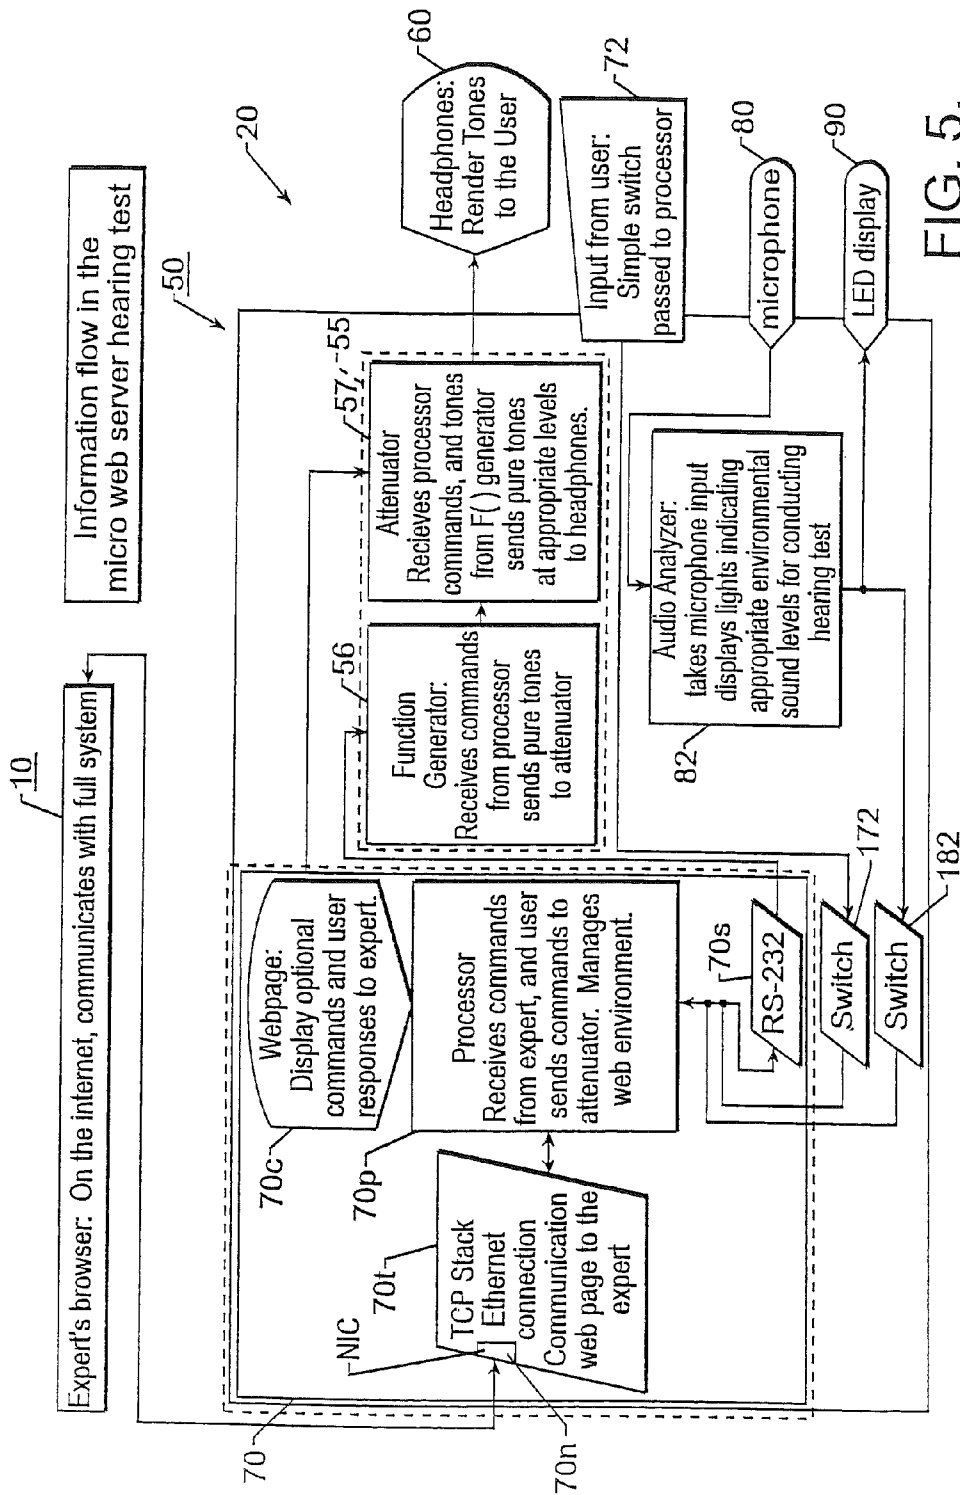 10
Expert's browser: On the internet, communicates with full system
Information flow in the
micro web server hearing test
50
20
70
70c
Webpage:
Display optional
commands and user
responses to expert.
56
Function
Generator:
Receives commands
from processor
sends pure tones
to attenuator
57
55
Attenuator
Recieves processor
commands, and tones
from F( ) generator
sends pure tones
at appropriate levels
to headphones.
60
Headphones:
Render Tones
to the User
NIC
70n
70t
TCP Stack
Ethernet
connection
Communication
web page to the
expert
70p
Processor
Receives commands
from expert, and user
sends commands to
attenuator. Manages
web environment.
72
Input from user:
Simple switch
passed to processor
82
Audio Analyzer:
takes microphone input
displays lights indicating
appropriate environmental
sound levels for conducting
hearing test
80
microphone
90
LED display
70s
RS-232
172
Switch
182
Switch
FIG. 5.